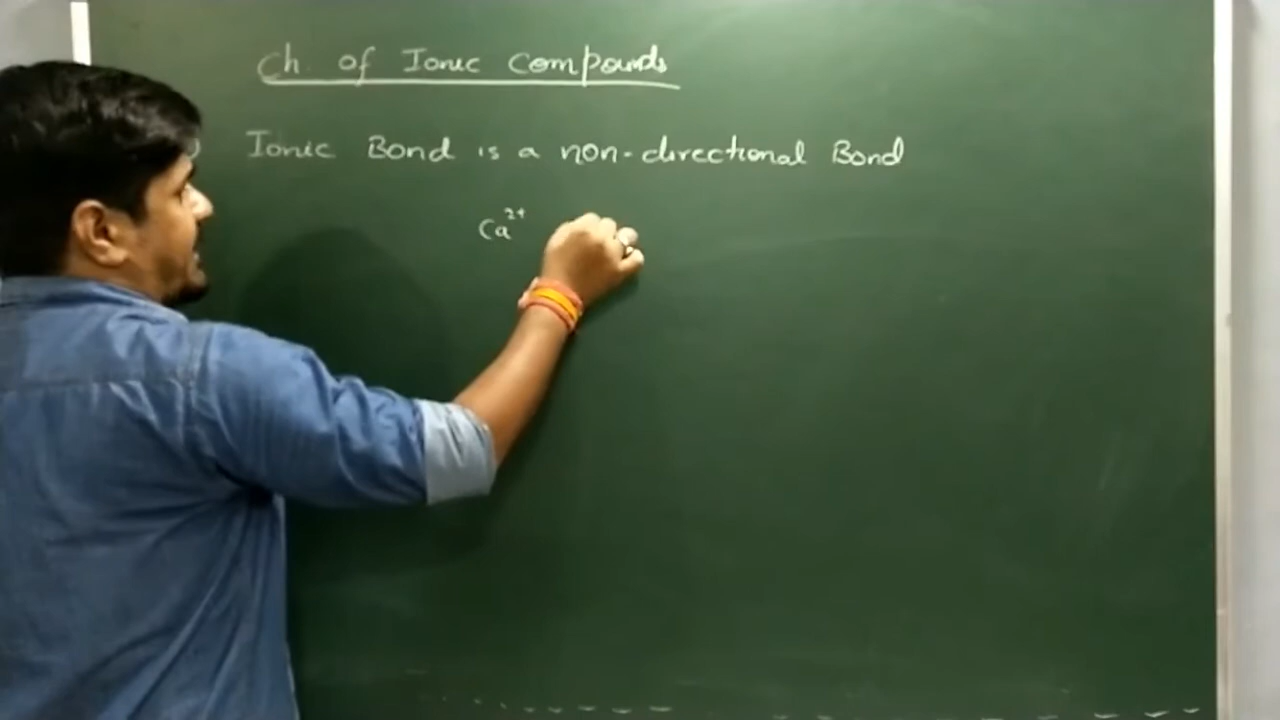 Ch. of Ionic Compounds
) Ionic Bond is a non-directional Bond
Ca²⁺